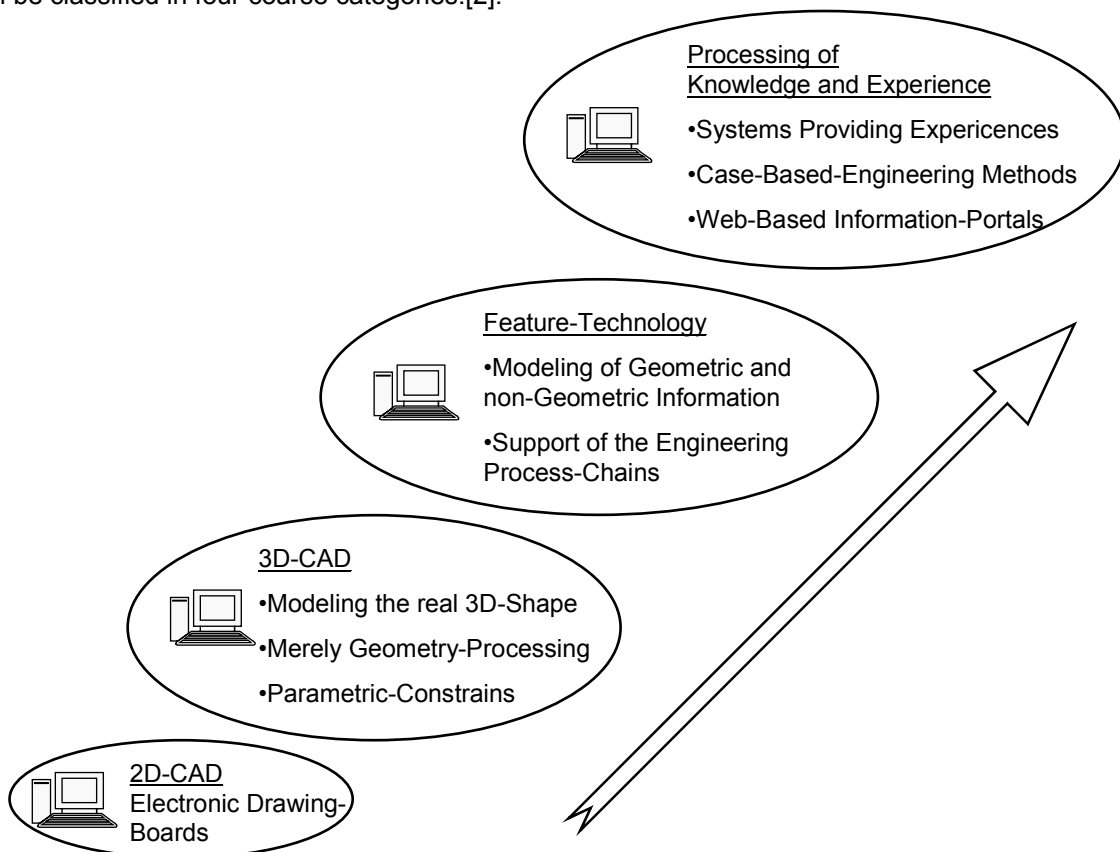 be classified in four coarse categories.[2].
Processing of
Knowledge and Experience
•Systems Providing Expericences
•Case-Based-Engineering Methods
•Web-Based Information-Portals
Feature-Technology
•Modeling of Geometric and
non-Geometric Information
•Support of the Engineering
Process-Chains
3D-CAD
•Modeling the real 3D-Shape
•Merely Geometry-Processing
•Parametric-Constrains
2D-CAD
Electronic Drawing-
Boards